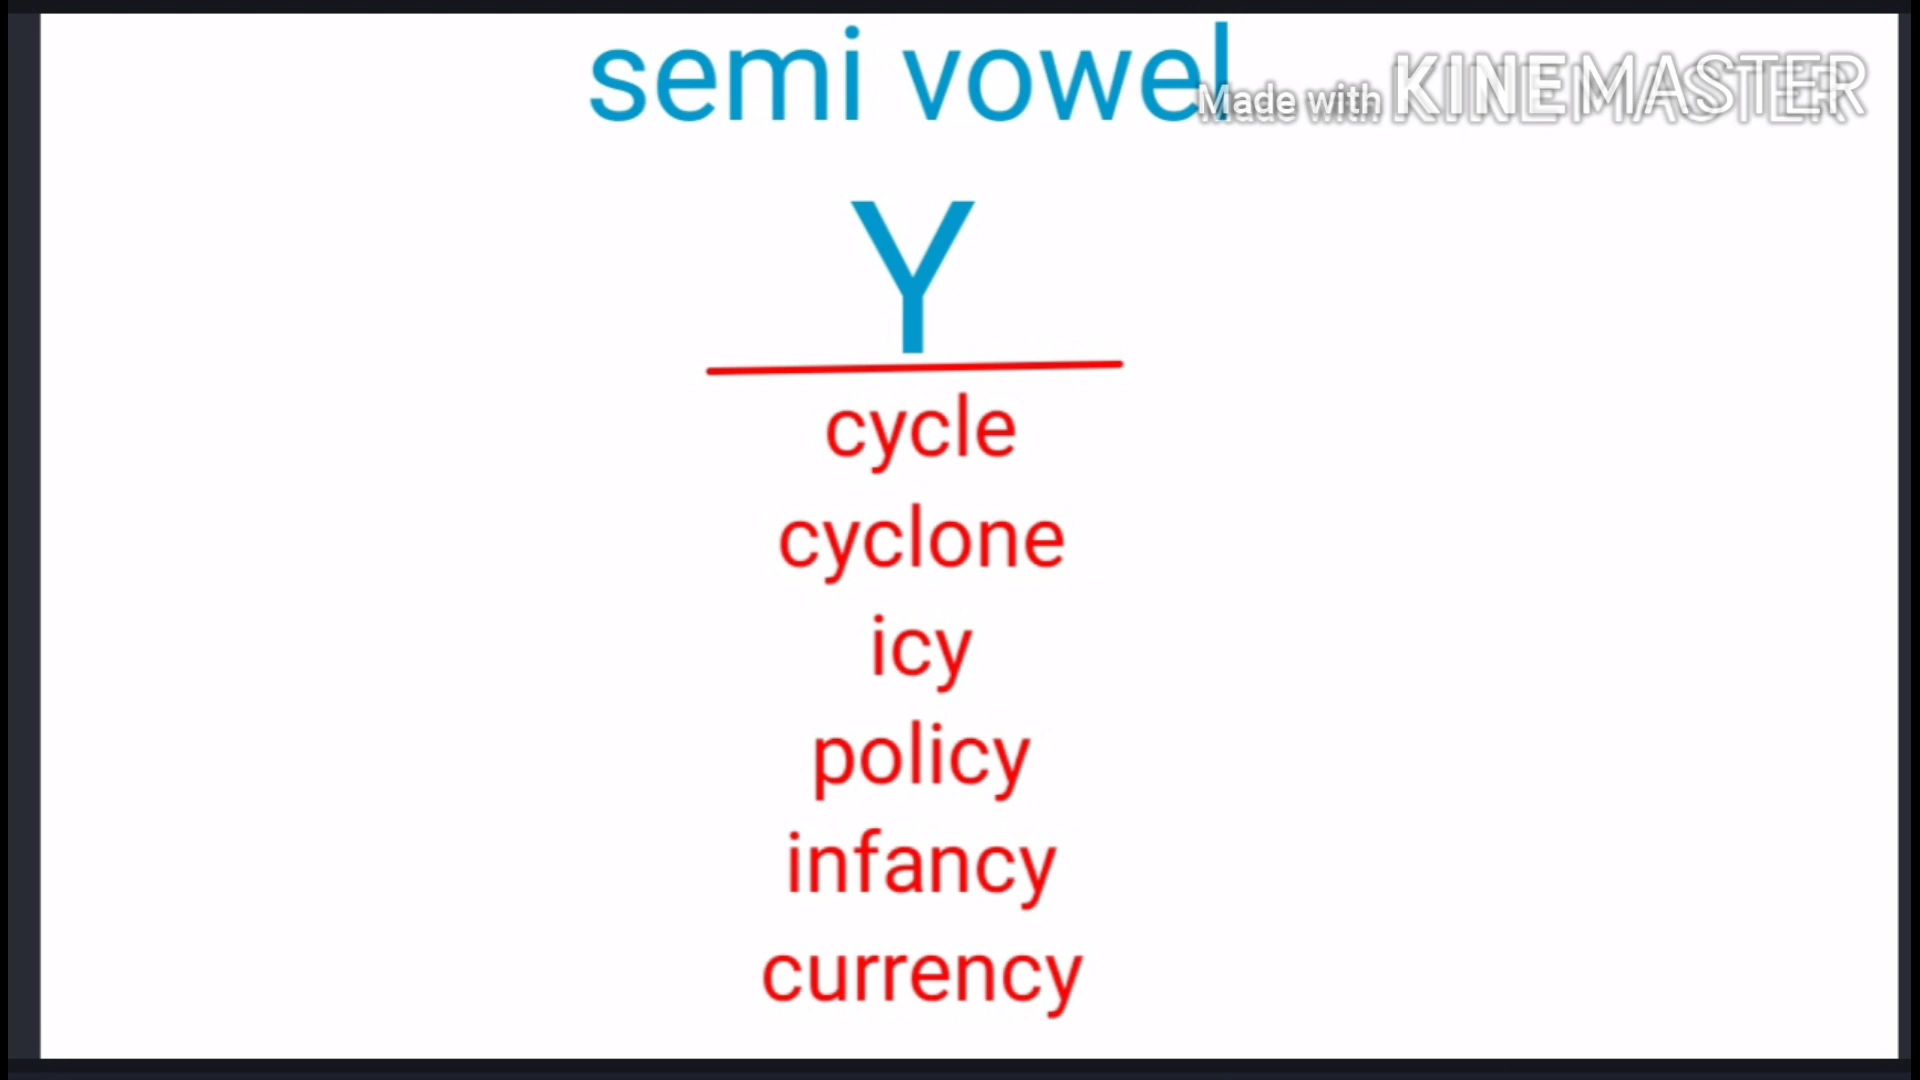 semi vowel
Made with KINEMASTER
Y
cycle
cyclone
icy
policy
infancy
currency